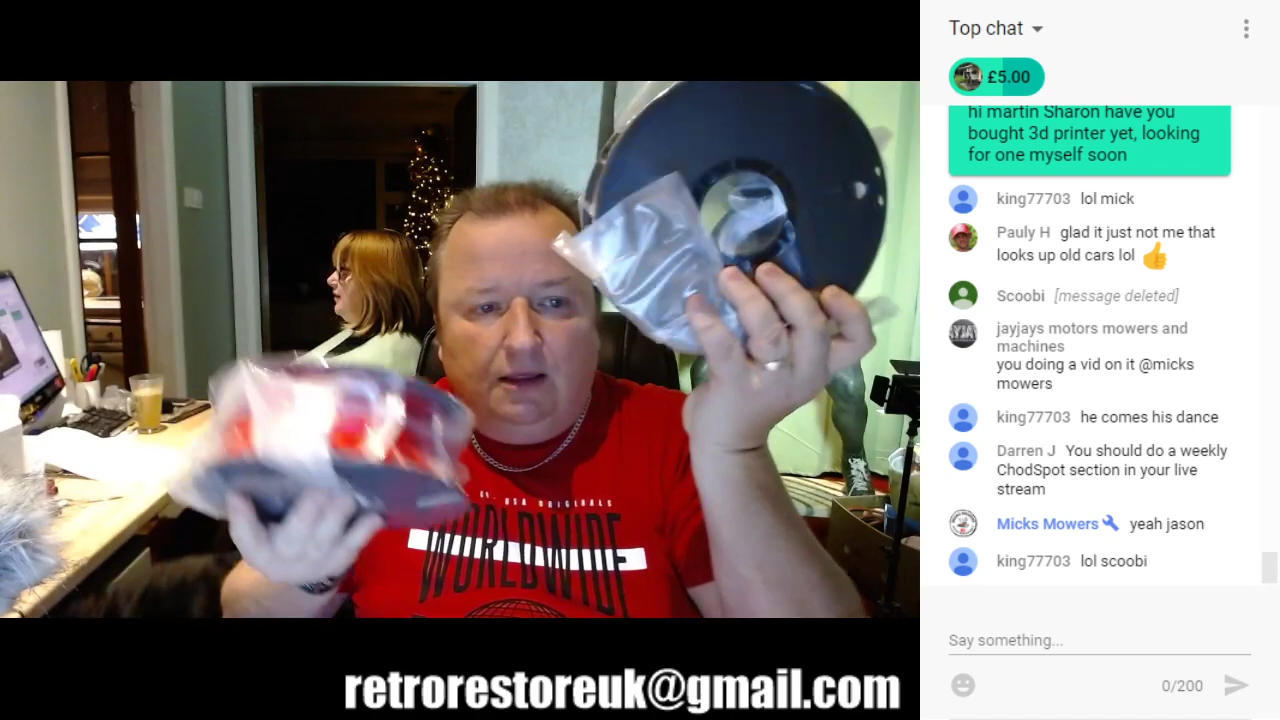 Top chat
£5.00
hi martin Sharon have you
bought 3d printer yet, looking
for one myself soon
king77703 lol mick
Pauly H glad it just not me that
looks up old cars lol
Scoobi [message deleted]
jayjays motors mowers and
machines
you doing a vid on it @micks
mowers
king77703 he comes his dance
Darren J You should do a weekly
ChodSpot section in your live
stream
Micks Mowers yeah jason
king77703 lol scoobi
Say something...
0/200
USA ORIGINALS
WORLDWIDE
retrorestoreuk@gmail.com